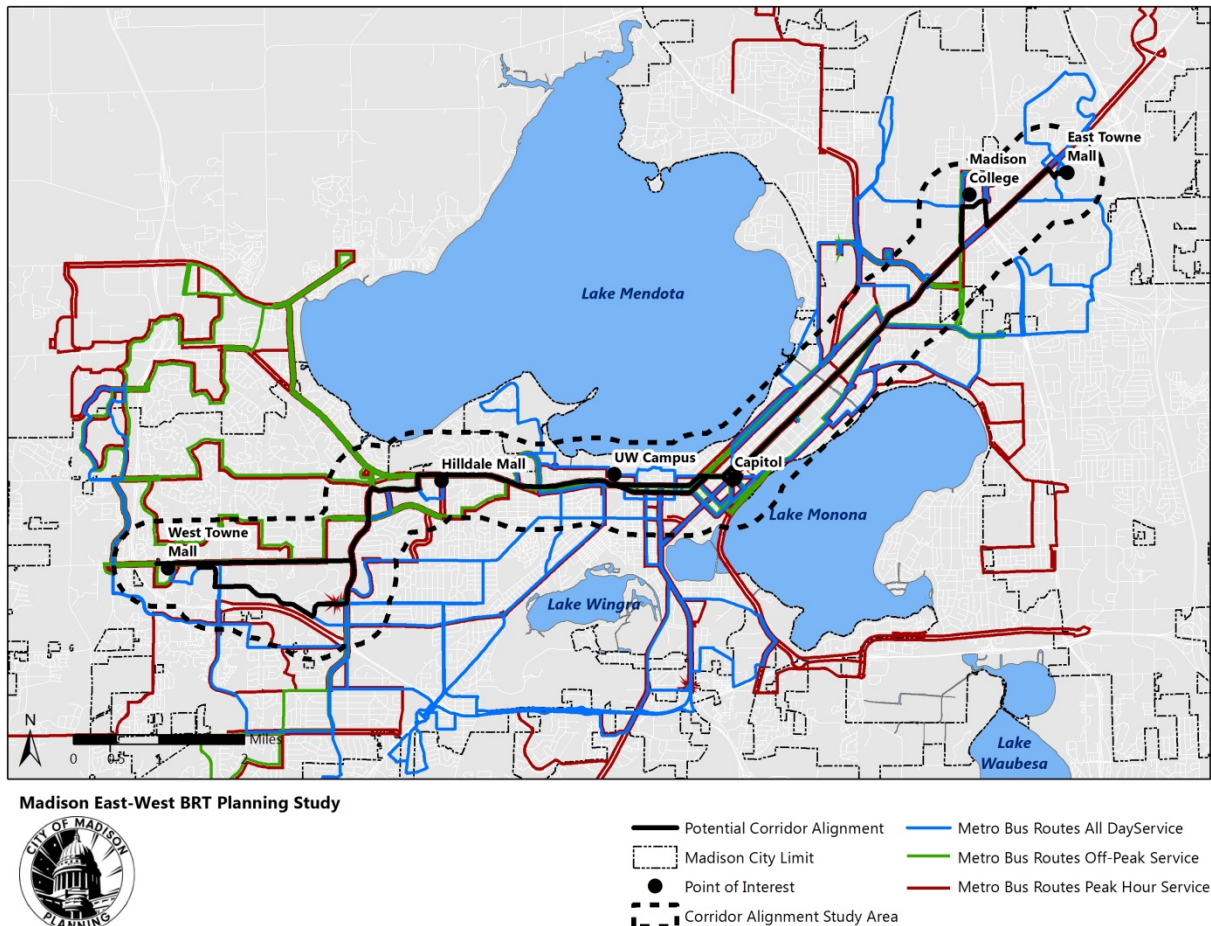 East Towne
Mall
Madison
College
Lake Mendota
Hilldale Mall
UW Campus
Capitol
Lake Monona
West Towne
Mall
Lake Wingra
N
Miles
0 0.5 1 2
Lake
Waubesa
Madison East-West BRT Planning Study
CITY OF MADISON
PLANNING
Potential Corridor Alignment
Madison City Limit
Point of Interest
Corridor Alignment Study Area
Metro Bus Routes All DayService
Metro Bus Routes Off-Peak Service
Metro Bus Routes Peak Hour Service